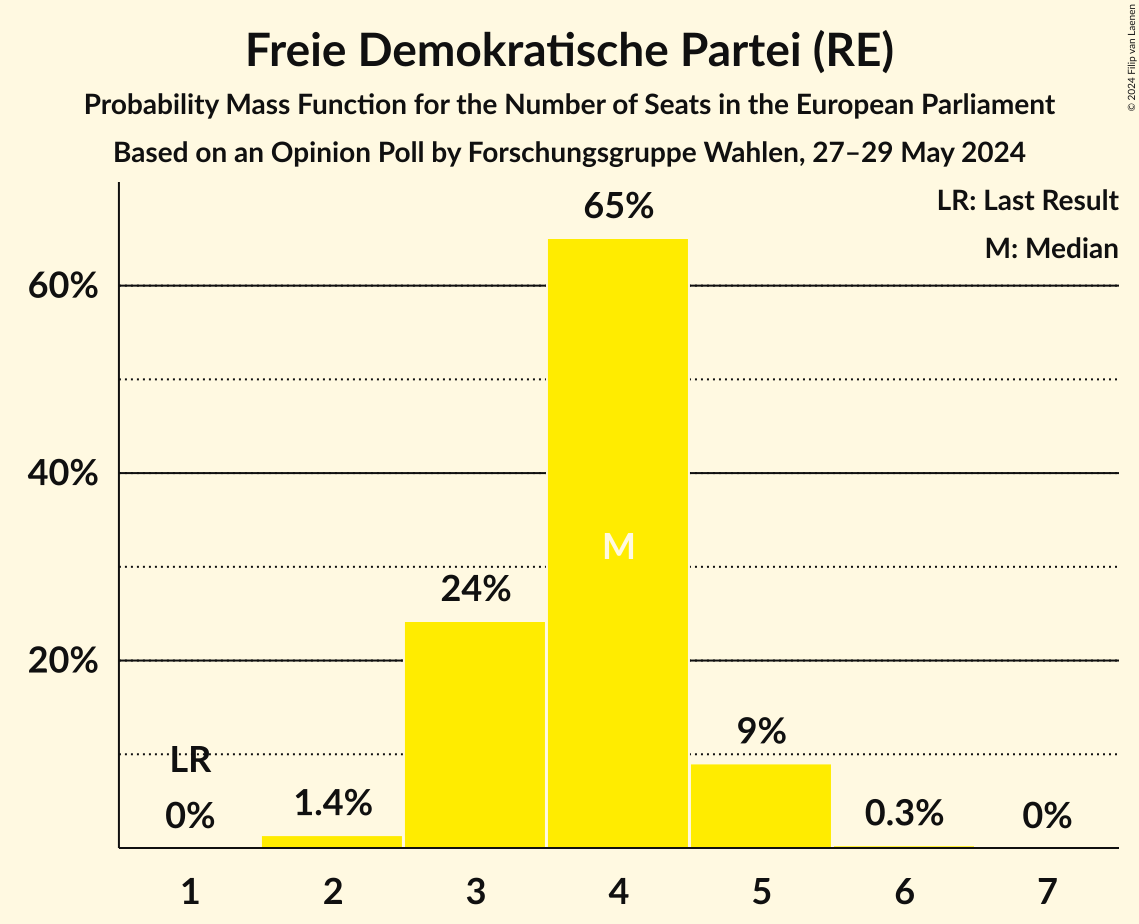 Freie Demokratische Partei (RE)
Probability Mass Function for the Number of Seats in the European Parliament
Based on an Opinion Poll by Forschungsgruppe Wahlen, 27–29 May 2024
© 2024 Filip van Laenen
LR: Last Result
M: Median
65%
60%
40%
M
24%
20%
9%
LR
0%
1.4%
0.3%
0%
1 2 3 4 5 6 7